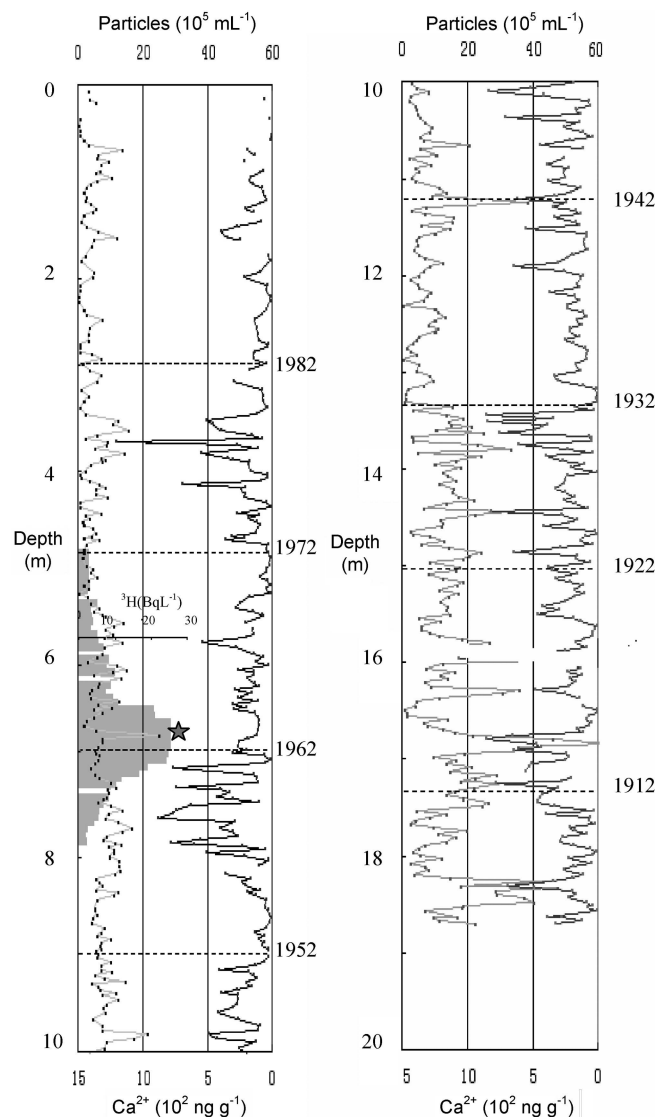 Particles (10⁵ mL⁻¹)
0 20 40 60
0
2
1982
4
Depth
(m)
1972
³H(BqL⁻¹)
0 10 20 30
6
1962
8
1952
10
15 10 5 0
Ca²⁺ (10² ng g⁻¹)
Particles (10⁵ mL⁻¹)
0 20 40 60
10
1942
12
1932
14
Depth
(m)
1922
16
1912
18
20
5 10 5 0
Ca²⁺ (10² ng g⁻¹)